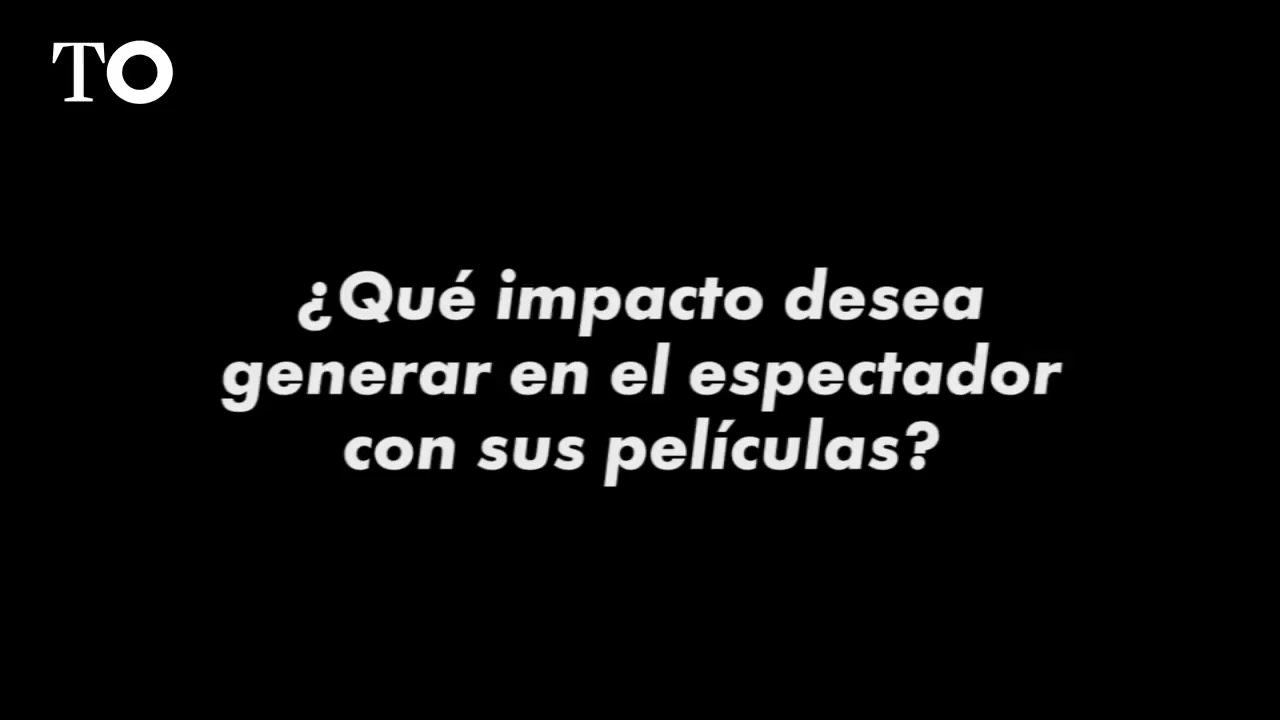 TO
¿Qué impacto desea
generar en el espectador
con sus películas?